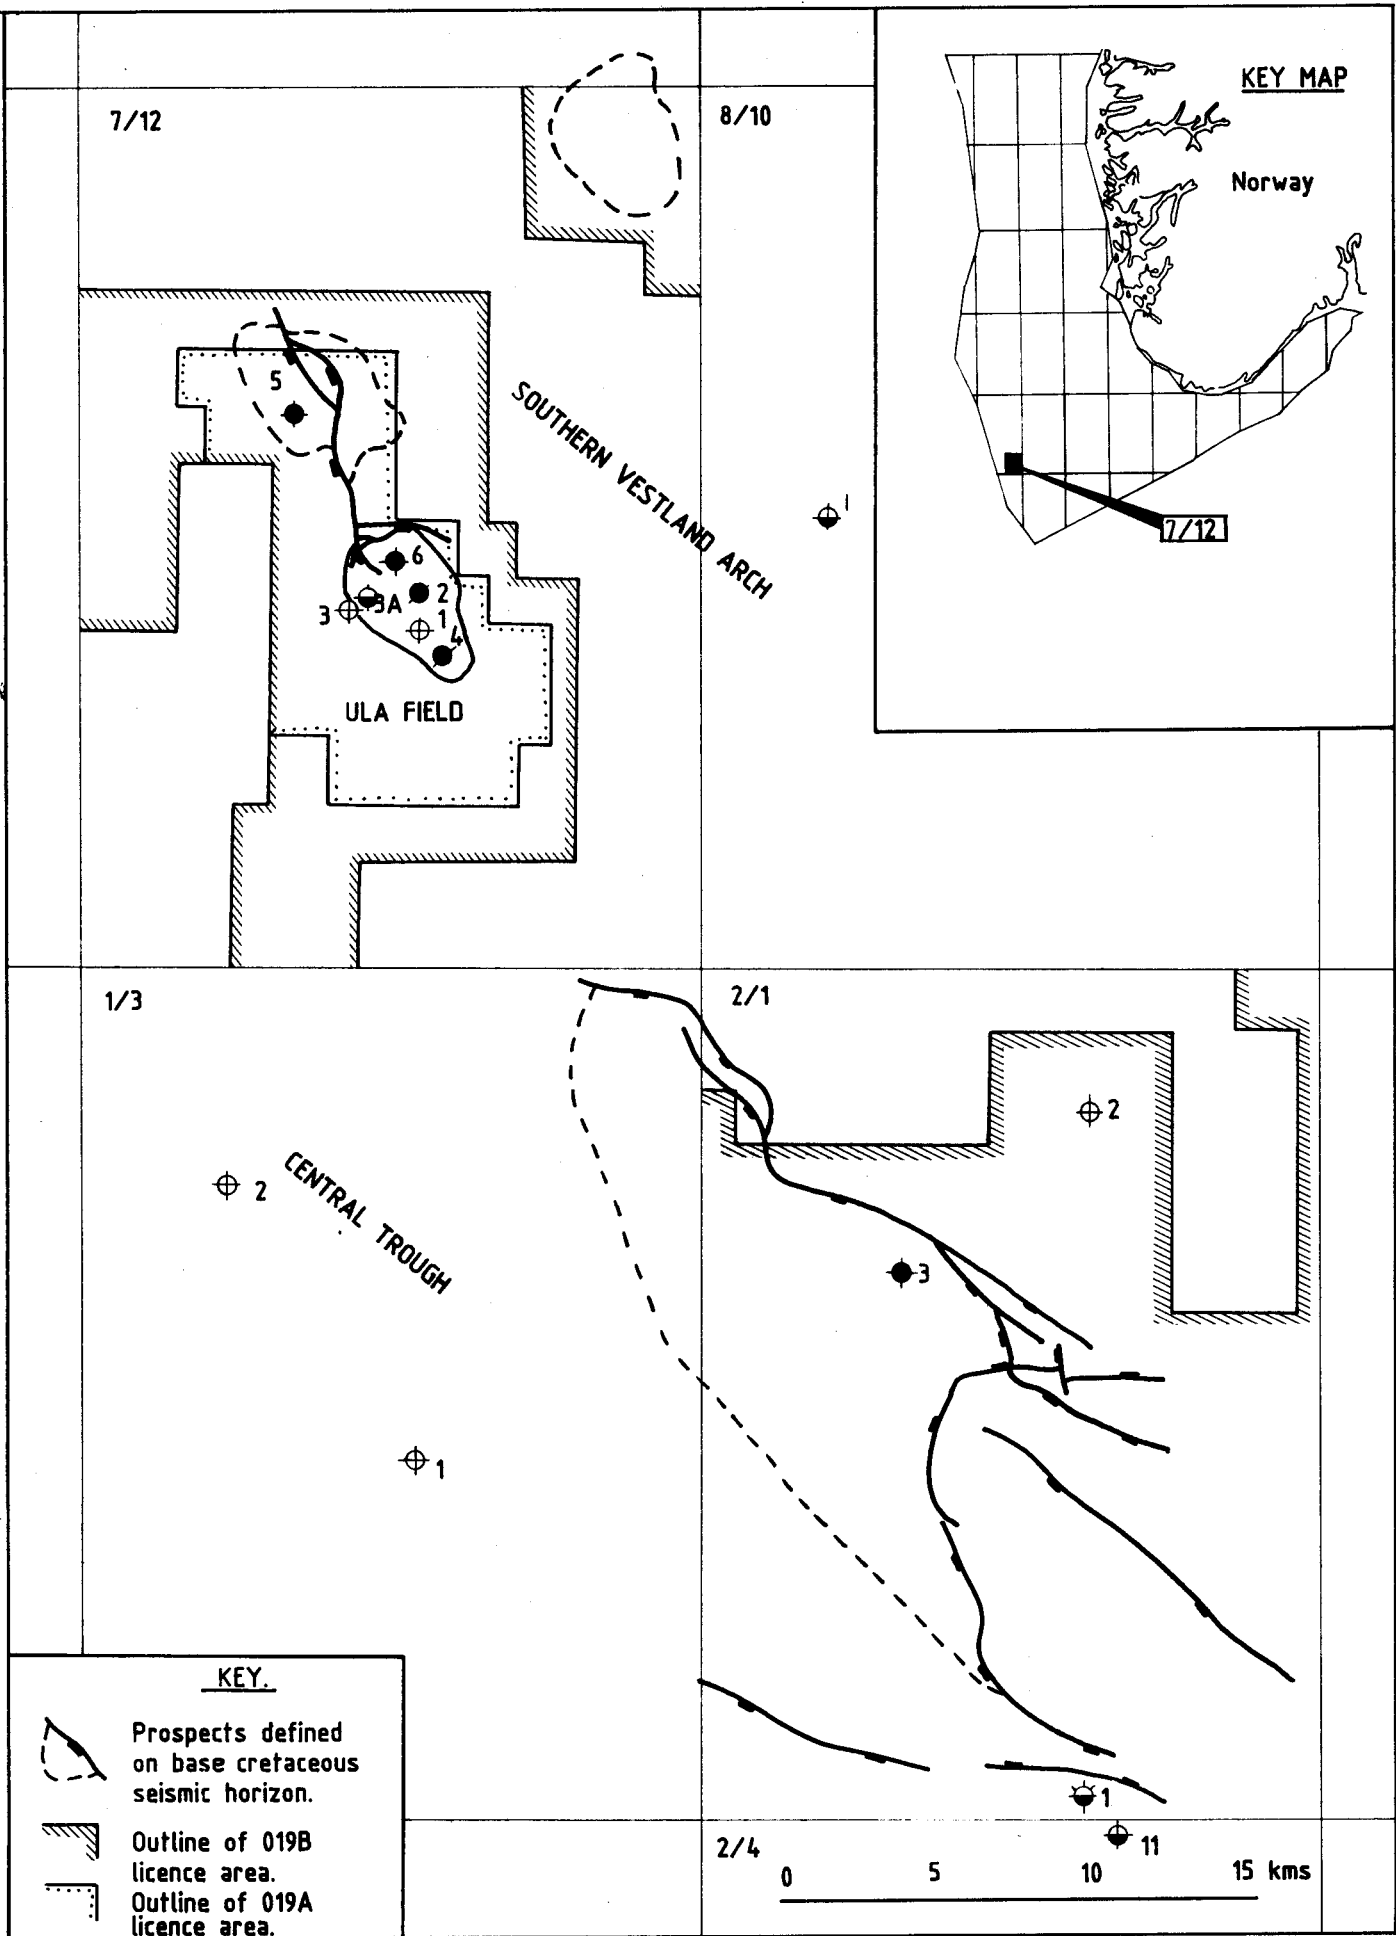 7/12
8/10
KEY MAP
Norway
7/12
5
SOUTHERN VESTLAND ARCH
1
6
2
3A
3
1
4
ULA FIELD
1/3
2/1
2
2
CENTRAL TROUGH
3
1
1
11
2/4
0 5 10 15 kms
KEY.
Prospects defined
on base cretaceous
seismic horizon.
Outline of 019B
licence area.
Outline of 019A
licence area.